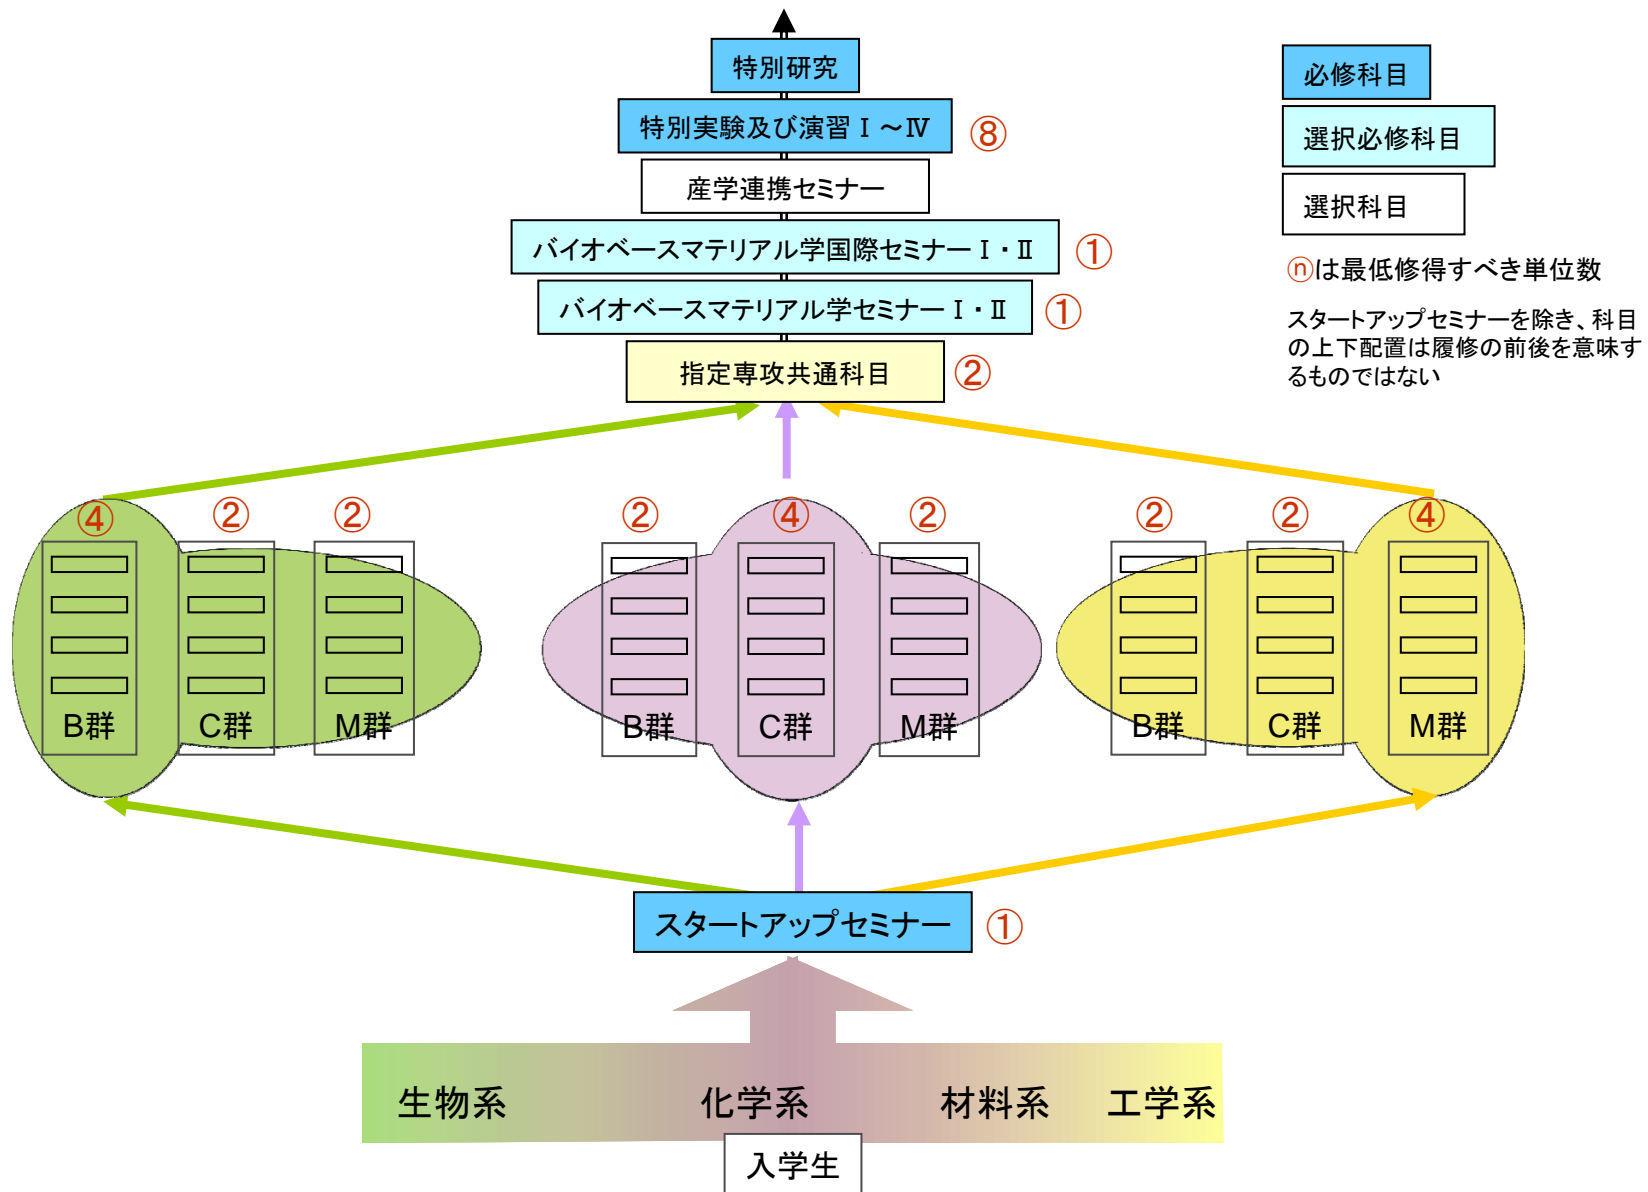 特別研究
特別実験及び演習Ⅰ~Ⅳ
⑧
産学連携セミナー
バイオベースマテリアル学国際セミナーⅠ・Ⅱ
①
バイオベースマテリアル学セミナーⅠ・Ⅱ
①
指定専攻共通科目
②
必修科目
選択必修科目
選択科目
ⓝは最低修得すべき単位数
スタートアップセミナーを除き、科目
の上下配置は履修の前後を意味す
るものではない
④ ② ②
B群 C群 M群
② ④ ②
B群 C群 M群
② ② ④
B群 C群 M群
スタートアップセミナー
①
生物系 化学系 材料系 工学系
入学生